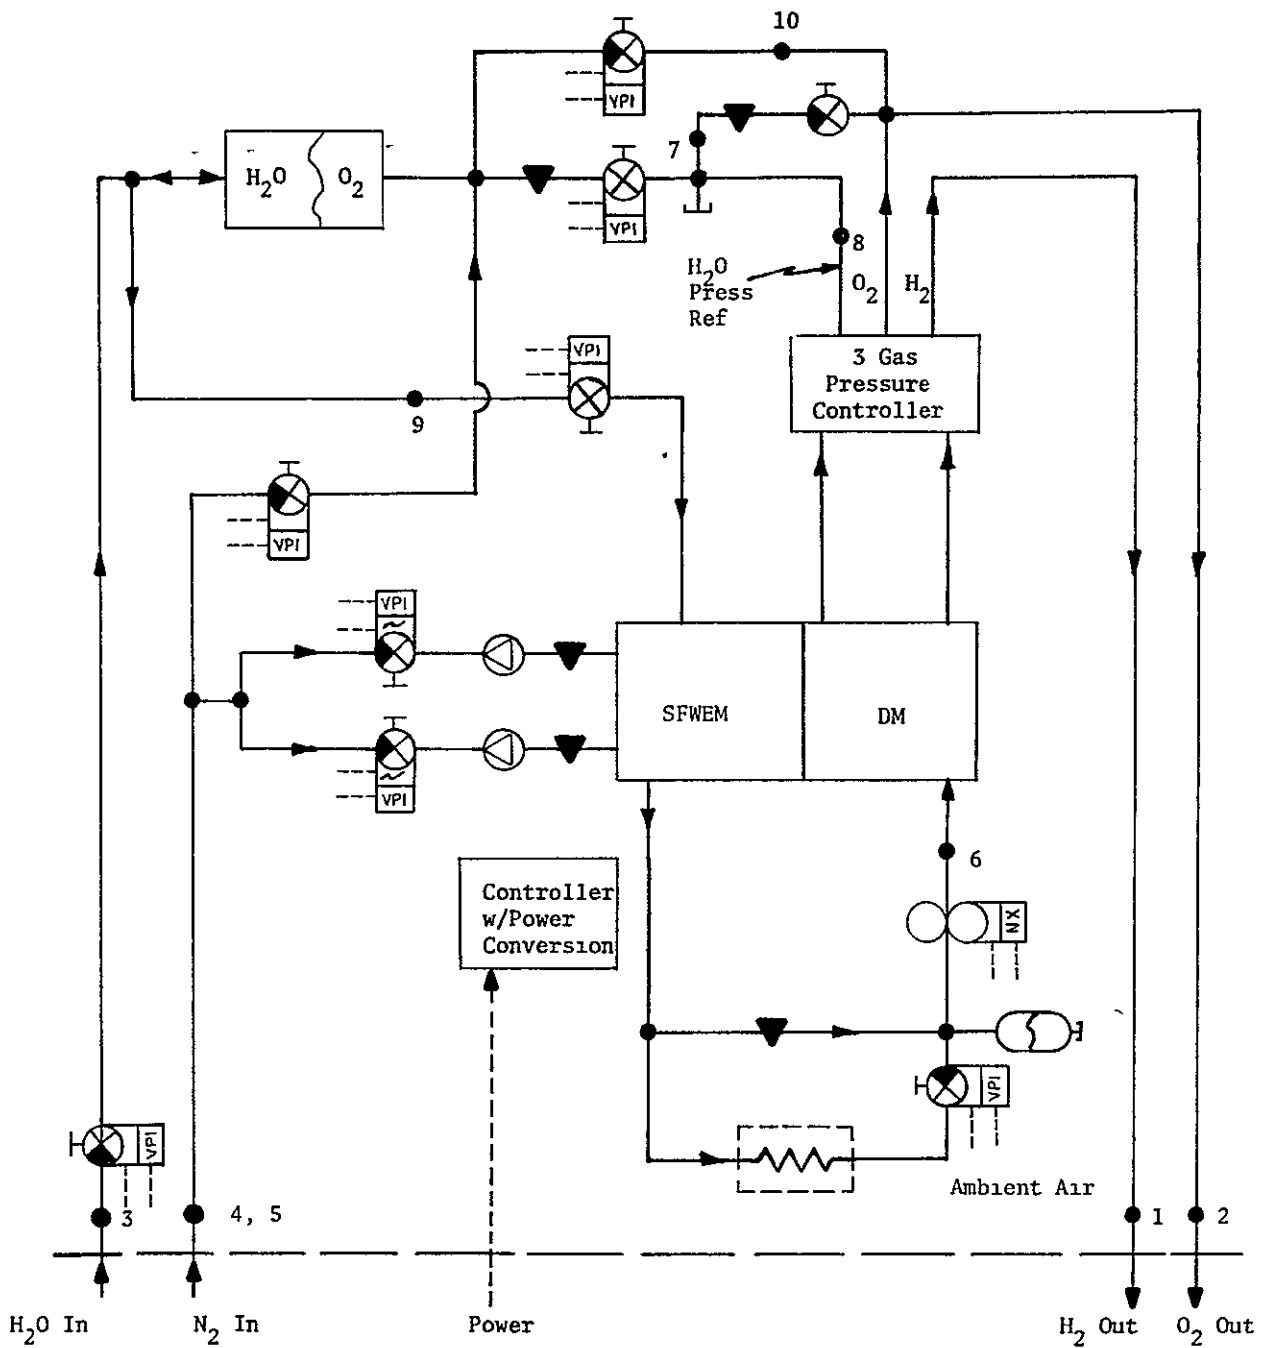 10
VPI
7
H2O
O2
VPI
8
H2O
Press
Ref
O2
H2
VPI
3 Gas
Pressure
Controller
9
VPI
VPI
SFWEM
DM
VPI
6
Controller
w/Power
Conversion
NX
VPI
VPI
Ambient Air
3
4, 5
1
2
H2O In
N2 In
Power
H2 Out
O2 Out